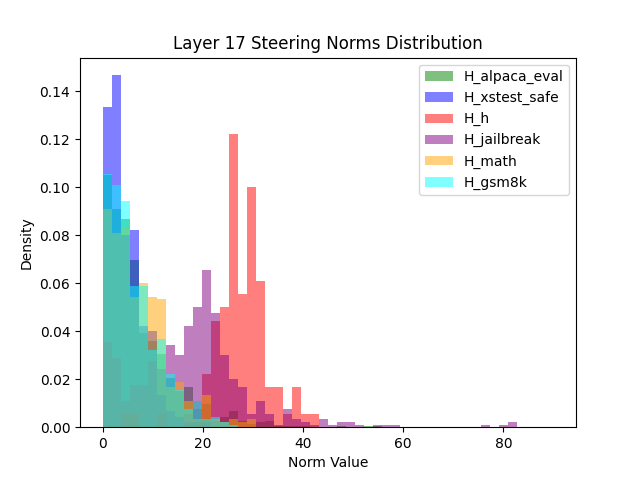 Layer 17 Steering Norms Distribution
H_alpaca_eval
H_xstest_safe
H_h
H_jailbreak
H_math
H_gsm8k
Density
0.14
0.12
0.10
0.08
0.06
0.04
0.02
0.00
0 20 40 60 80
Norm Value